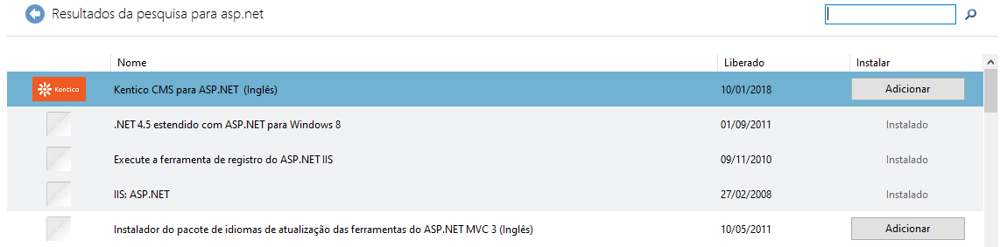 Resultados da pesquisa para asp.net
Nome Liberado Instalar
Kentico Kentico CMS para ASP.NET (Inglês) 10/01/2018 Adicionar
.NET 4.5 estendido com ASP.NET para Windows 8 01/09/2011 Instalado
Execute a ferramenta de registro do ASP.NET IIS 09/11/2010 Instalado
IIS: ASP.NET 27/02/2008 Instalado
Instalador do pacote de idiomas de atualização das ferramentas do ASP.NET MVC 3 (Inglês) 10/05/2011 Adicionar